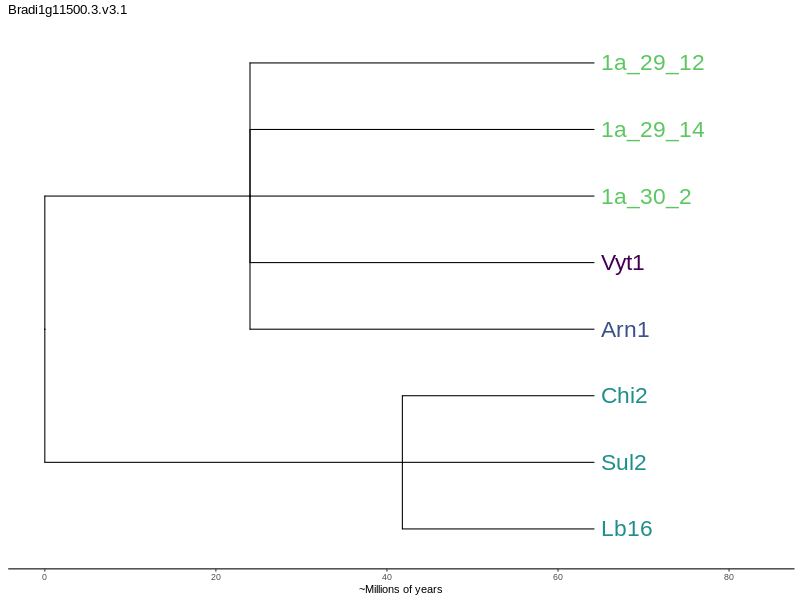 Bradi1g11500.3.v3.1
1a_29_12
1a_29_14
1a_30_2
Vyt1
Arn1
Chi2
Sul2
Lb16
0 20 40 60 80
~Millions of years